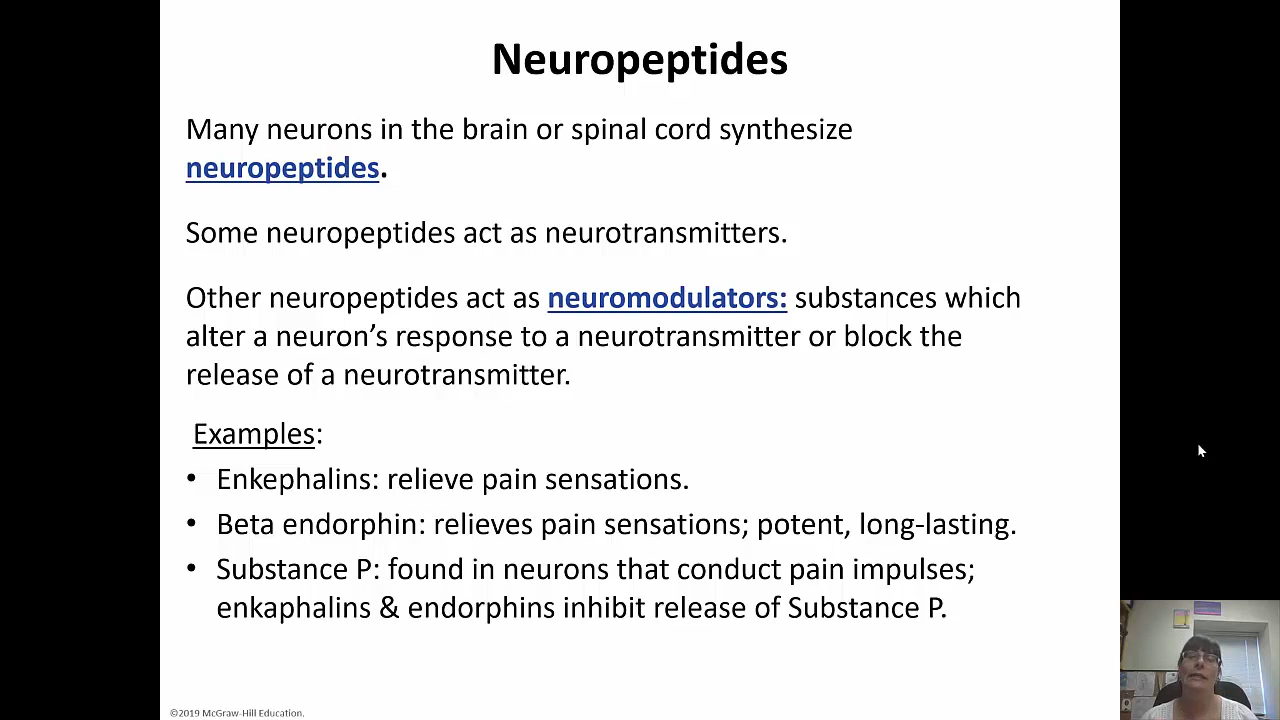 Neuropeptides
Many neurons in the brain or spinal cord synthesize
neuropeptides.
Some neuropeptides act as neurotransmitters.
Other neuropeptides act as neuromodulators: substances which
alter a neuron’s response to a neurotransmitter or block the
release of a neurotransmitter.
Examples:
• Enkephalins: relieve pain sensations.
• Beta endorphin: relieves pain sensations; potent, long-lasting.
• Substance P: found in neurons that conduct pain impulses;
enkaphalins & endorphins inhibit release of Substance P.
©2019 McGraw-Hill Education.